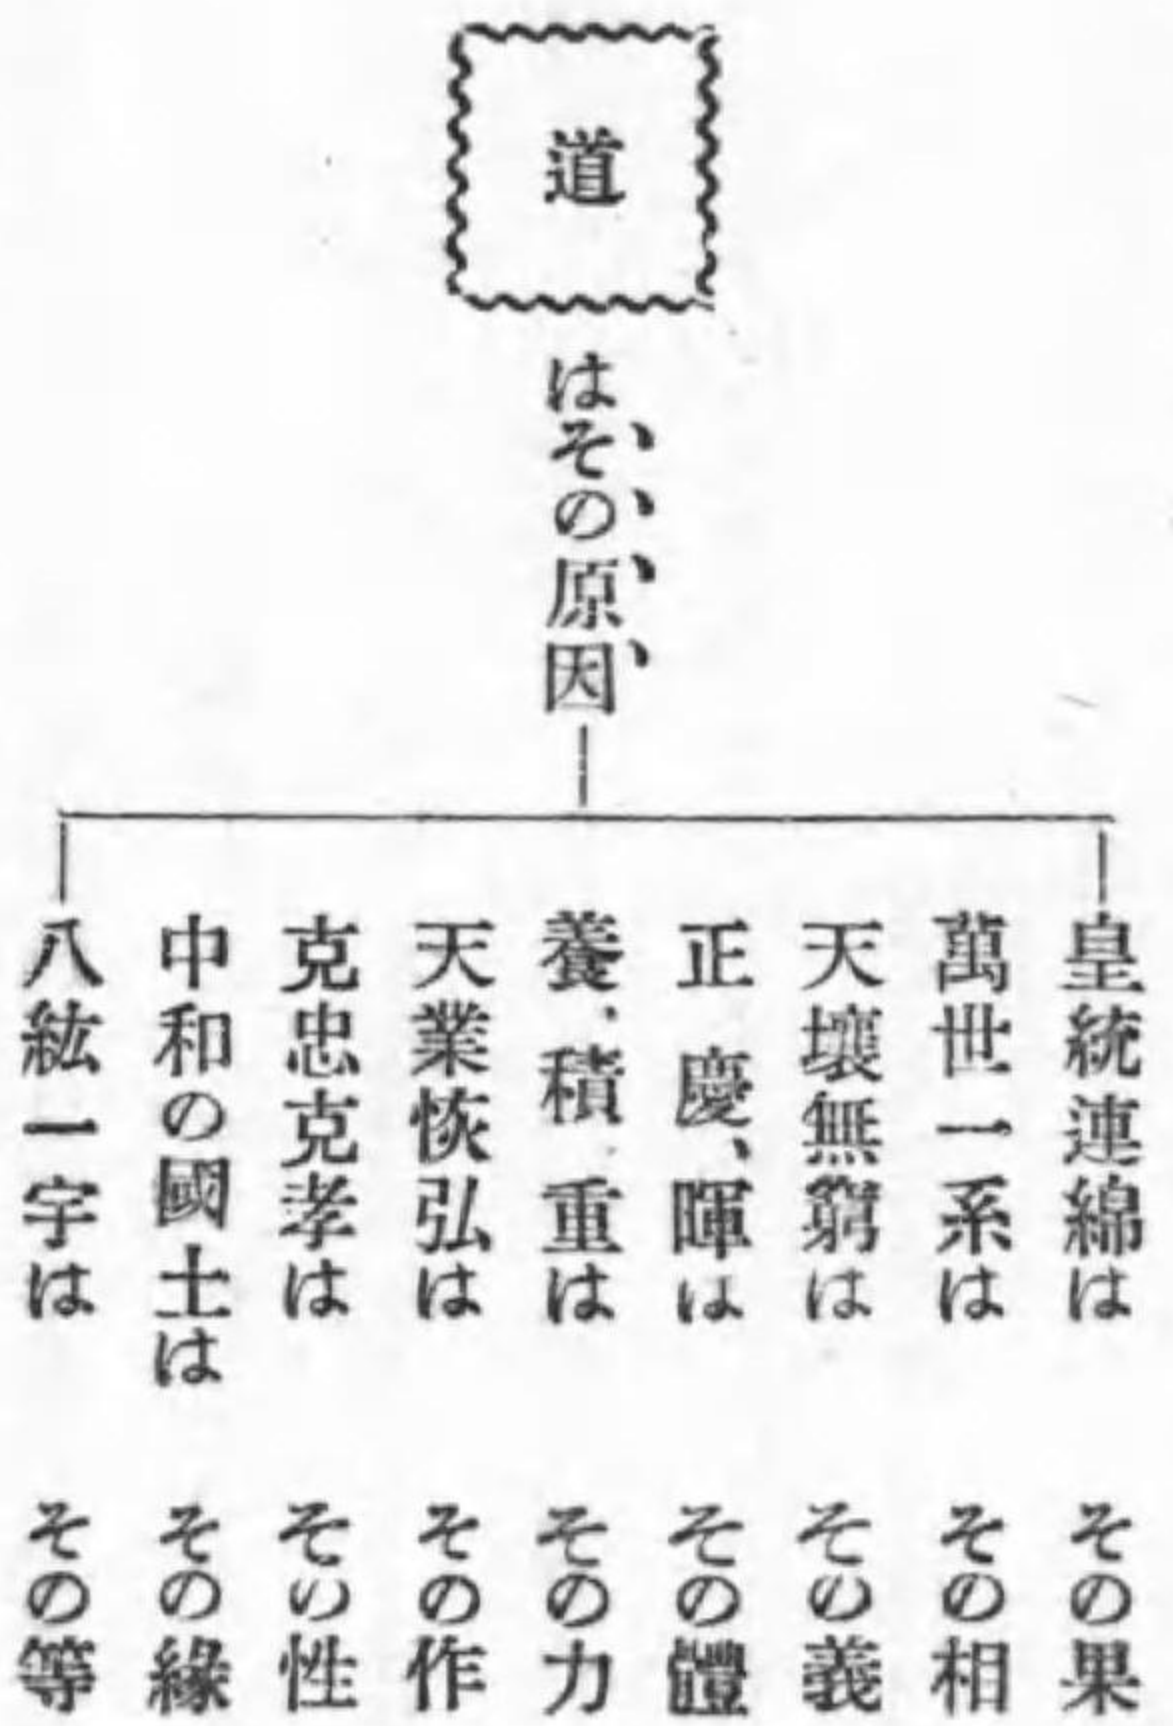 道
はその原因
皇統連綿は その果
萬世一系は その相
天壤無窮は その義
正、慶、暉は その體
養、積、重は その力
天業恢弘は その作
克忠克孝は その性
中和の國土は その緣
八紘一宇は その等